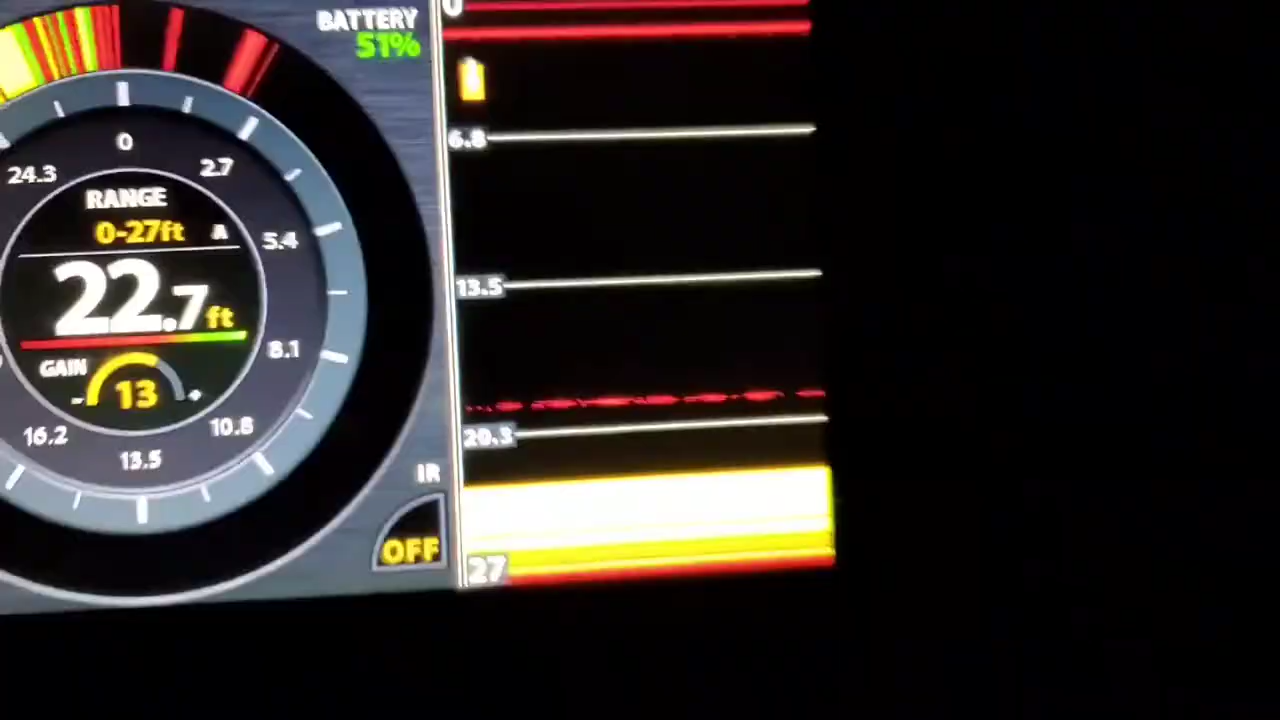 BATTERY
51%
0
2.7
5.4
8.1
10.8
13.5
16.2
24.3
RANGE
0-27ft A
22.7ft
GAIN
- 13 +
IR
OFF
0
6.8
13.5
20.3
27